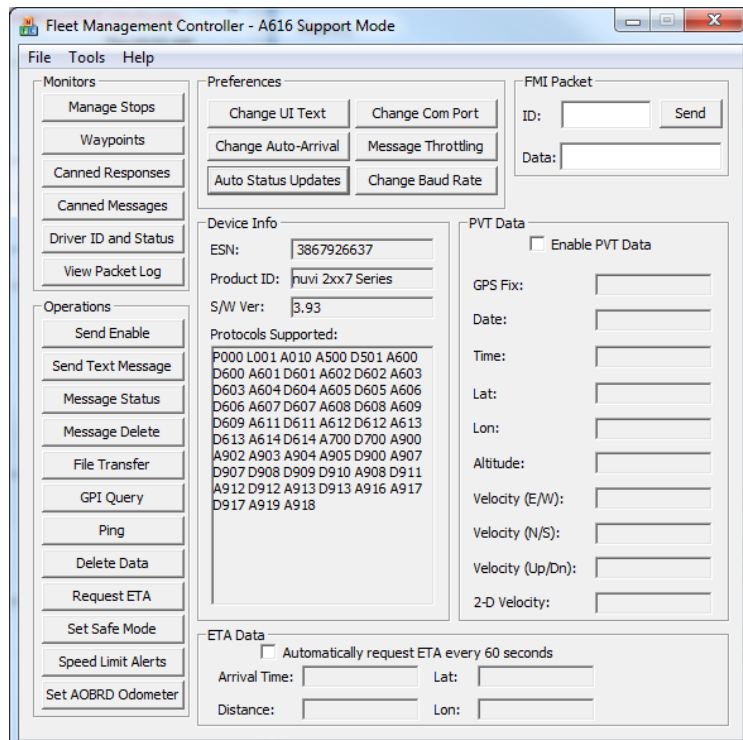 Fleet Management Controller - A616 Support Mode
File Tools Help
Monitors
Manage Stops
Waypoints
Canned Responses
Canned Messages
Driver ID and Status
View Packet Log
Operations
Send Enable
Send Text Message
Message Status
Message Delete
File Transfer
GPI Query
Ping
Delete Data
Request ETA
Set Safe Mode
Speed Limit Alerts
Set AOBRD Odometer
Preferences
Change UI Text Change Com Port
Change Auto-Arrival Message Throttling
Auto Status Updates Change Baud Rate
FMI Packet
ID: Send
Data:
Device Info
ESN: 3867926637
Product ID: nuvi 2xx7 Series
S/W Ver: 3.93
Protocols Supported:
P000 L001 A010 A500 D501 A600
D600 A601 D601 A602 D602 A603
D603 A604 D604 A605 D605 A606
D606 A607 D607 A608 D608 A609
D609 A611 D611 A612 D612 A613
D613 A614 D614 A700 D700 A900
A902 A903 A904 A905 D900 A907
D907 D908 D909 D910 A908 D911
A912 D912 A913 D913 A916 A917
D917 A919 A918
PVT Data
Enable PVT Data
GPS Fix:
Date:
Time:
Lat:
Lon:
Altitude:
Velocity (E/W):
Velocity (N/S):
Velocity (Up/Dn):
2-D Velocity:
ETA Data
Automatically request ETA every 60 seconds
Arrival Time: Lat:
Distance: Lon: